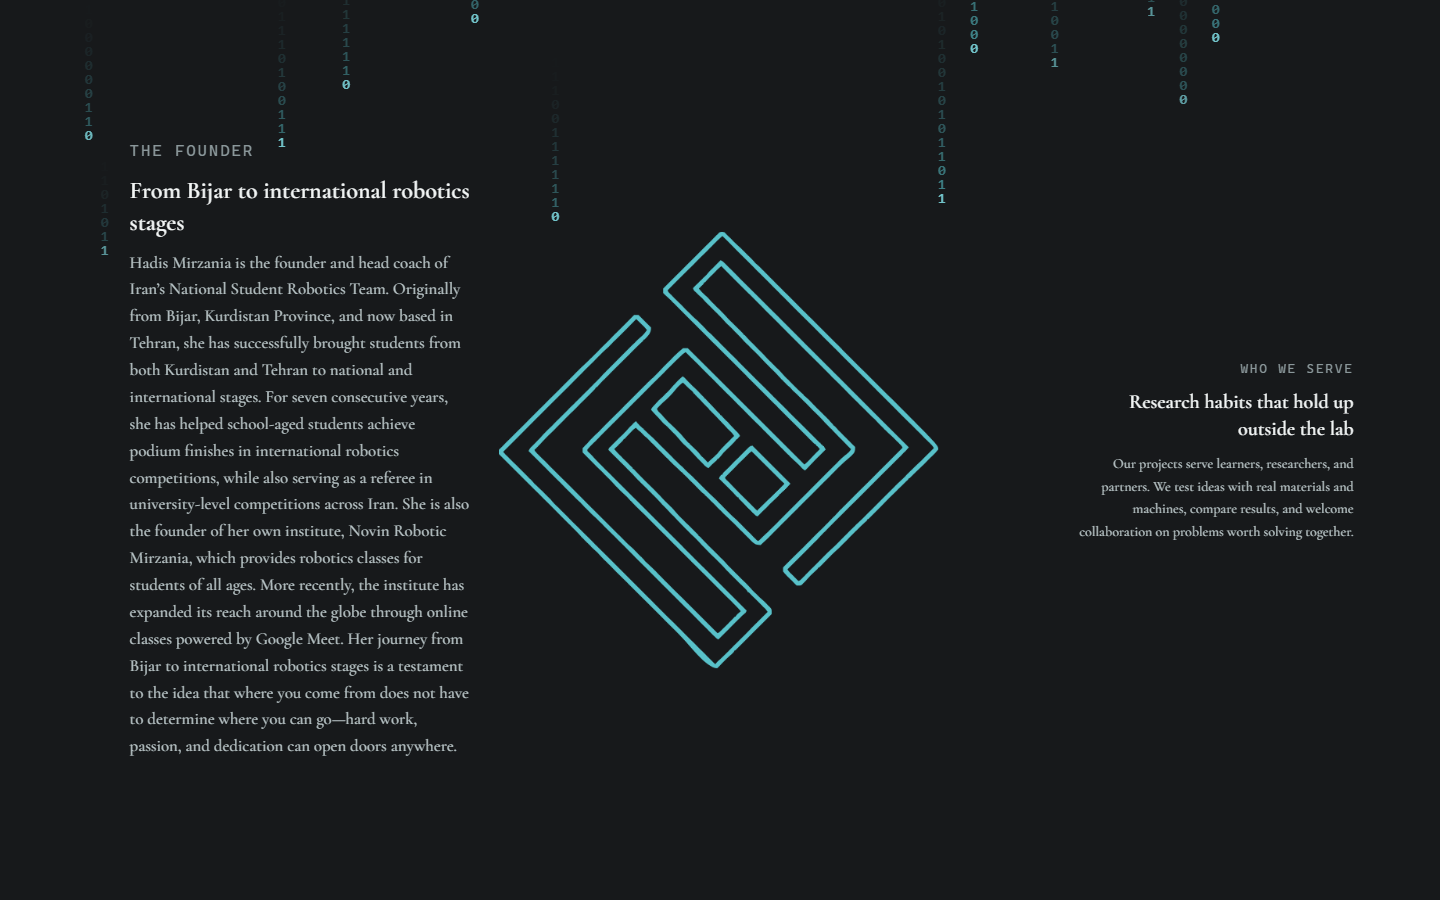 THE FOUNDER
From Bijar to international robotics
stages
Hadis Mirzania is the founder and head coach of
Iran’s National Student Robotics Team. Originally
from Bijar, Kurdistan Province, and now based in
Tehran, she has successfully brought students from
both Kurdistan and Tehran to national and
international stages. For seven consecutive years,
she has helped school-aged students achieve
podium finishes in international robotics
competitions, while also serving as a referee in
university-level competitions across Iran. She is also
the founder of her own institute, Novin Robotic
Mirzania, which provides robotics classes for
students of all ages. More recently, the institute has
expanded its reach around the globe through online
classes powered by Google Meet. Her journey from
Bijar to international robotics stages is a testament
to the idea that where you come from does not have
to determine where you can go—hard work,
passion, and dedication can open doors anywhere.
WHO WE SERVE
Research habits that hold up
outside the lab
Our projects serve learners, researchers, and
partners. We test ideas with real materials and
machines, compare results, and welcome
collaboration on problems worth solving together.